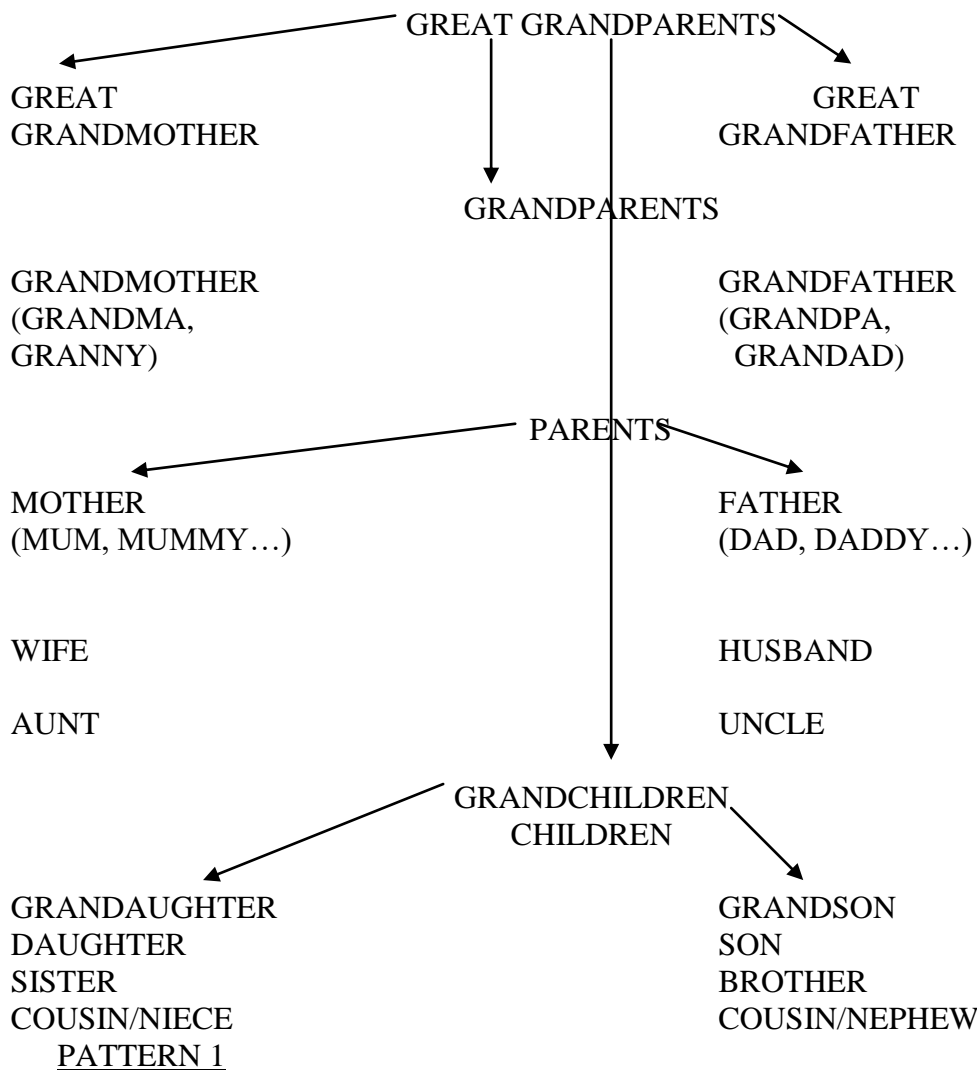 GREAT GRANDPARENTS
GREAT GRANDMOTHER
GREAT GRANDFATHER
GRANDPARENTS
GRANDMOTHER
(GRANDMA,
GRANNY)
GRANDFATHER
(GRANDPA,
GRANDAD)
PARENTS
MOTHER
(MUM, MUMMY…)
FATHER
(DAD, DADDY…)
WIFE
HUSBAND
AUNT
UNCLE
GRANDCHILDREN
CHILDREN
GRANDAUGHTER
DAUGHTER
SISTER
COUSIN/NIECE
GRANDSON
SON
BROTHER
COUSIN/NEPHEW
PATTERN 1